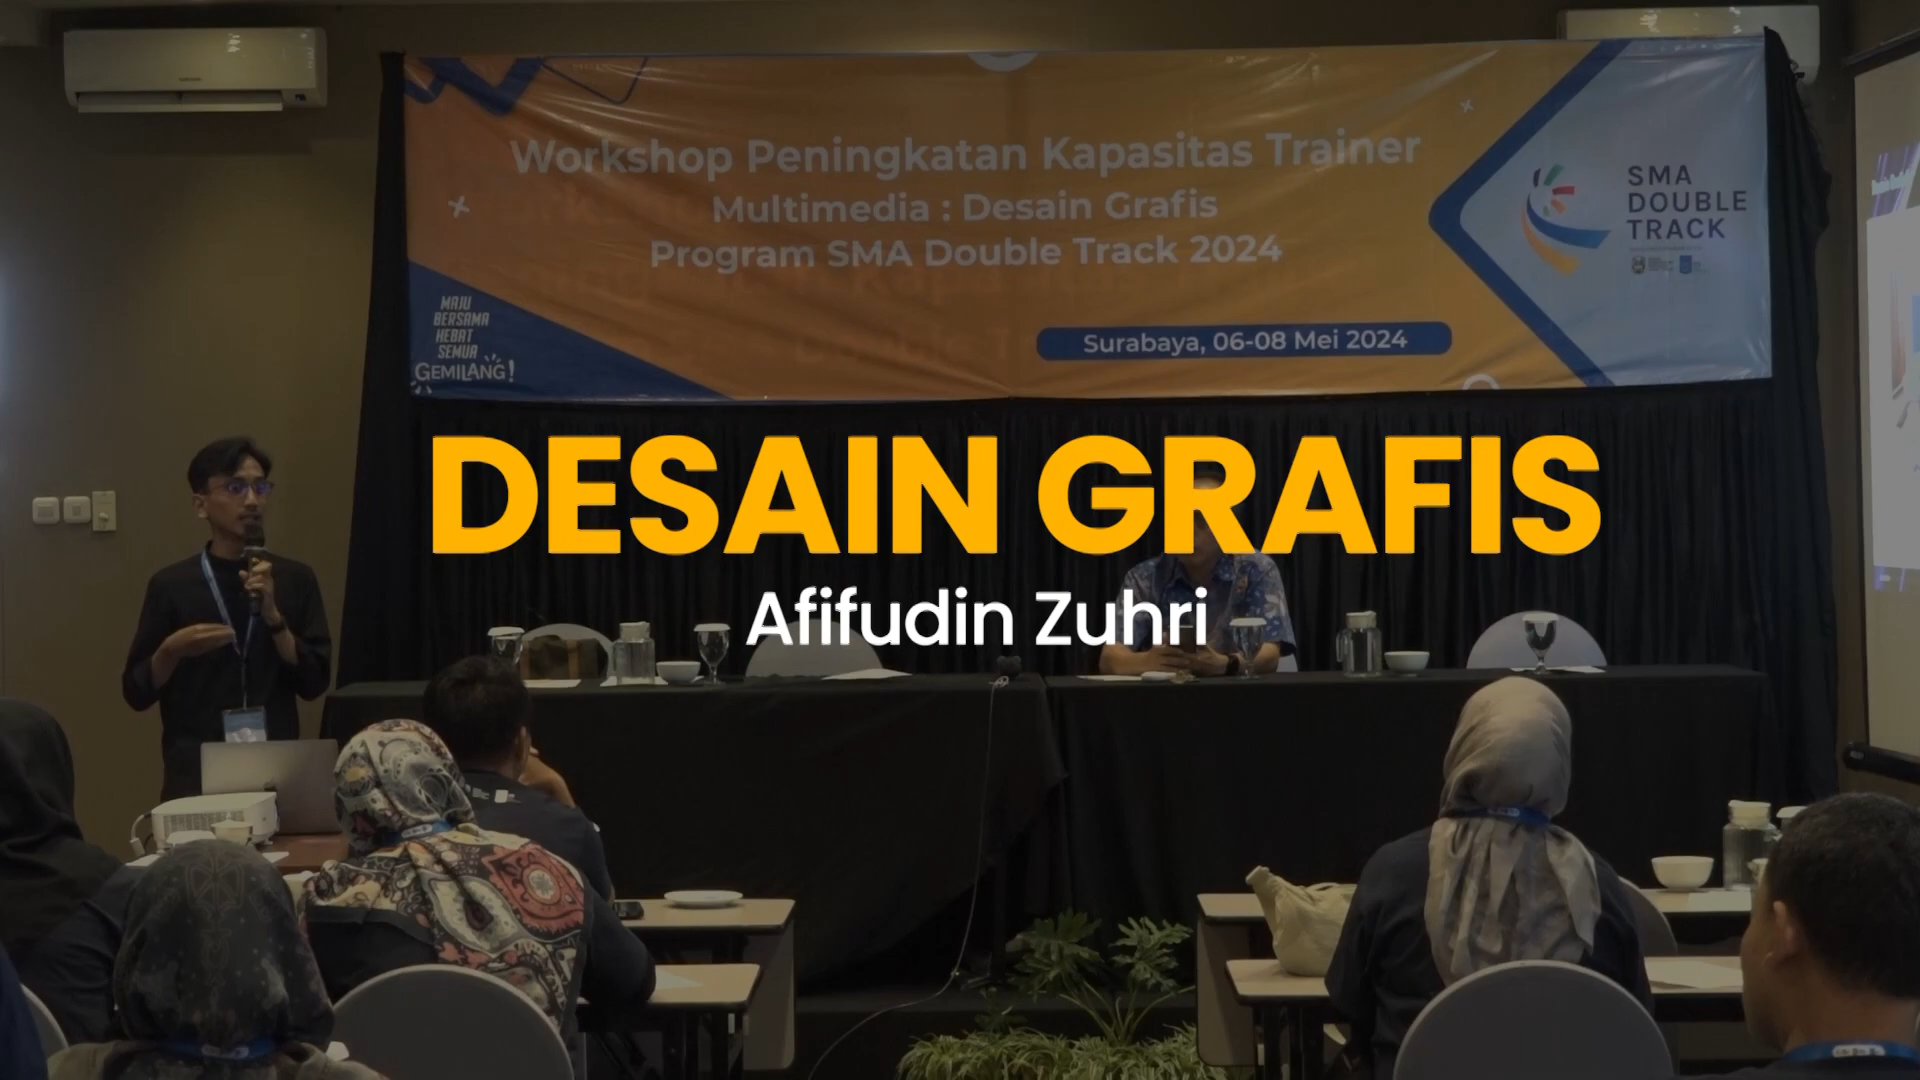 Workshop Peningkatan Kapasitas Trainer
Multimedia : Desain Grafis
Program SMA Double Track 2024
Surabaya, 06-08 Mei 2024
SMA
DOUBLE
TRACK
MAJU
BERSAMA
HEBAT
SEMUA
GEMILANG!
DESAIN GRAFIS
Afifudin Zuhri